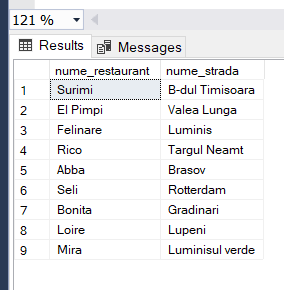 121 %
Results Messages
nume_restaurant nume_strada
1 Surimi B-dul Timisoara
2 El Pimpi Valea Lunga
3 Felinare Luminis
4 Rico Targul Neamt
5 Abba Brasov
6 Seli Rotterdam
7 Bonita Gradinari
8 Loire Lupeni
9 Mira Luminisul verde